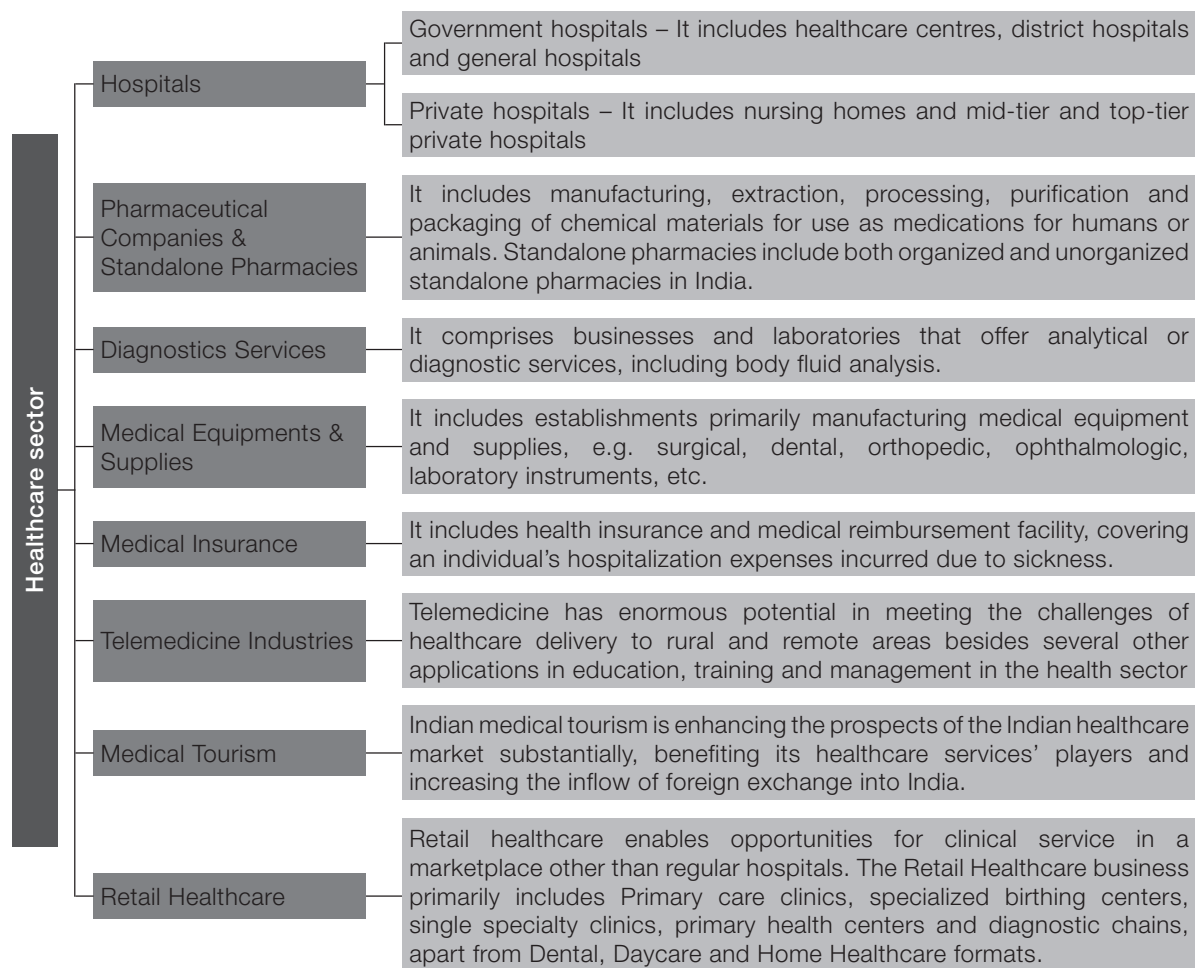 Healthcare sector
Hospitals
Government hospitals – It includes healthcare centres, district hospitals
and general hospitals
Private hospitals – It includes nursing homes and mid-tier and top-tier
private hospitals
Pharmaceutical
Companies &
Standalone Pharmacies
It includes manufacturing, extraction, processing, purification and
packaging of chemical materials for use as medications for humans or
animals. Standalone pharmacies include both organized and unorganized
standalone pharmacies in India.
Diagnostics Services
It comprises businesses and laboratories that offer analytical or
diagnostic services, including body fluid analysis.
Medical Equipments &
Supplies
It includes establishments primarily manufacturing medical equipment
and supplies, e.g. surgical, dental, orthopedic, ophthalmologic,
laboratory instruments, etc.
Medical Insurance
It includes health insurance and medical reimbursement facility, covering
an individual's hospitalization expenses incurred due to sickness.
Telemedicine Industries
Telemedicine has enormous potential in meeting the challenges of
healthcare delivery to rural and remote areas besides several other
applications in education, training and management in the health sector
Medical Tourism
Indian medical tourism is enhancing the prospects of the Indian healthcare
market substantially, benefiting its healthcare services' players and
increasing the inflow of foreign exchange into India.
Retail Healthcare
Retail healthcare enables opportunities for clinical service in a
marketplace other than regular hospitals. The Retail Healthcare business
primarily includes Primary care clinics, specialized birthing centers,
single specialty clinics, primary health centers and diagnostic chains,
apart from Dental, Daycare and Home Healthcare formats.